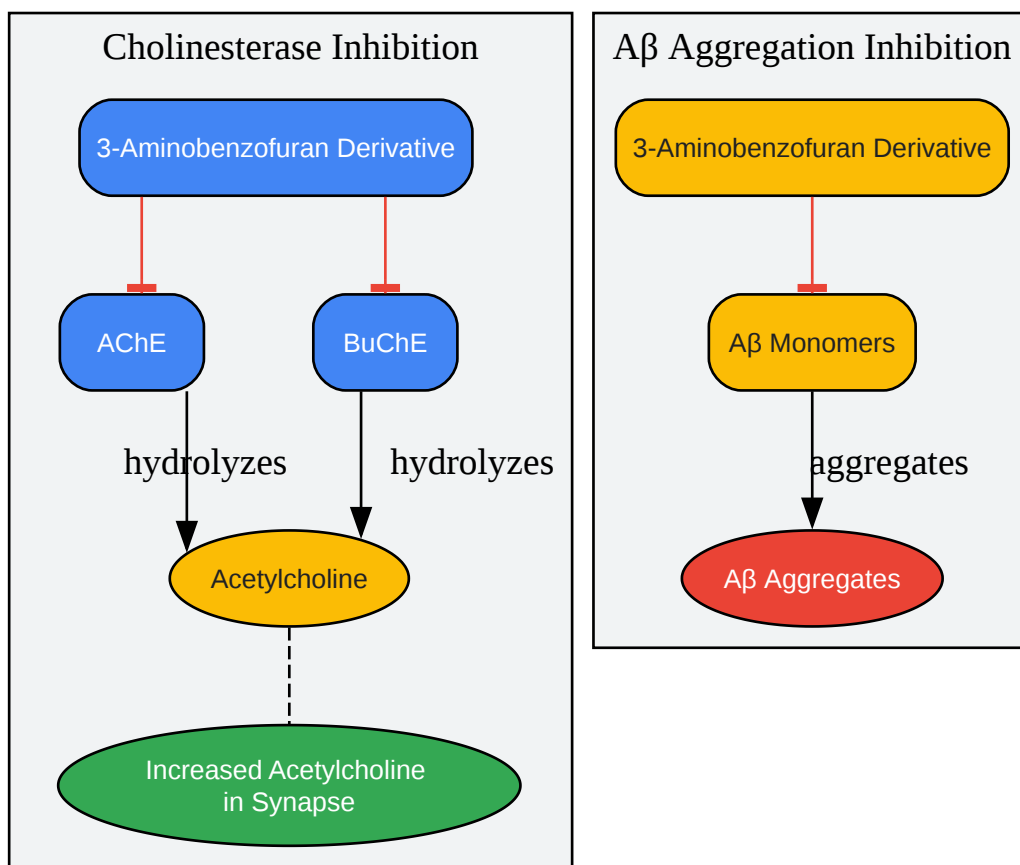 Cholinesterase Inhibition
3-Aminobenzofuran Derivative
AChE
BuChE
hydrolyzes
hydrolyzes
Acetylcholine
Increased Acetylcholine
in Synapse
Aβ Aggregation Inhibition
3-Aminobenzofuran Derivative
Aβ Monomers
aggregates
Aβ Aggregates